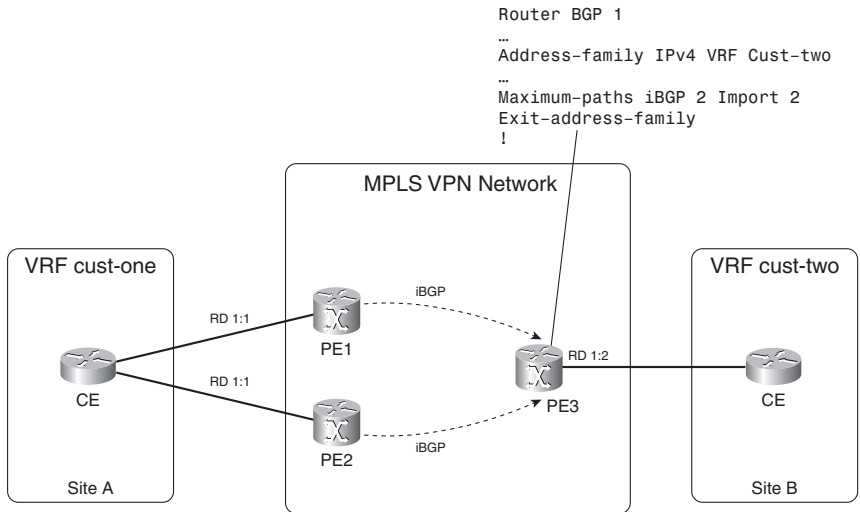 Router BGP 1
…
Address-family IPv4 VRF Cust-two
…
Maximum-paths iBGP 2 Import 2
Exit-address-family
!
MPLS VPN Network
VRF cust-one
VRF cust-two
iBGP
RD 1:1
PE1
RD 1:2
RD 1:1
CE
PE3
CE
PE2
iBGP
Site A
Site B